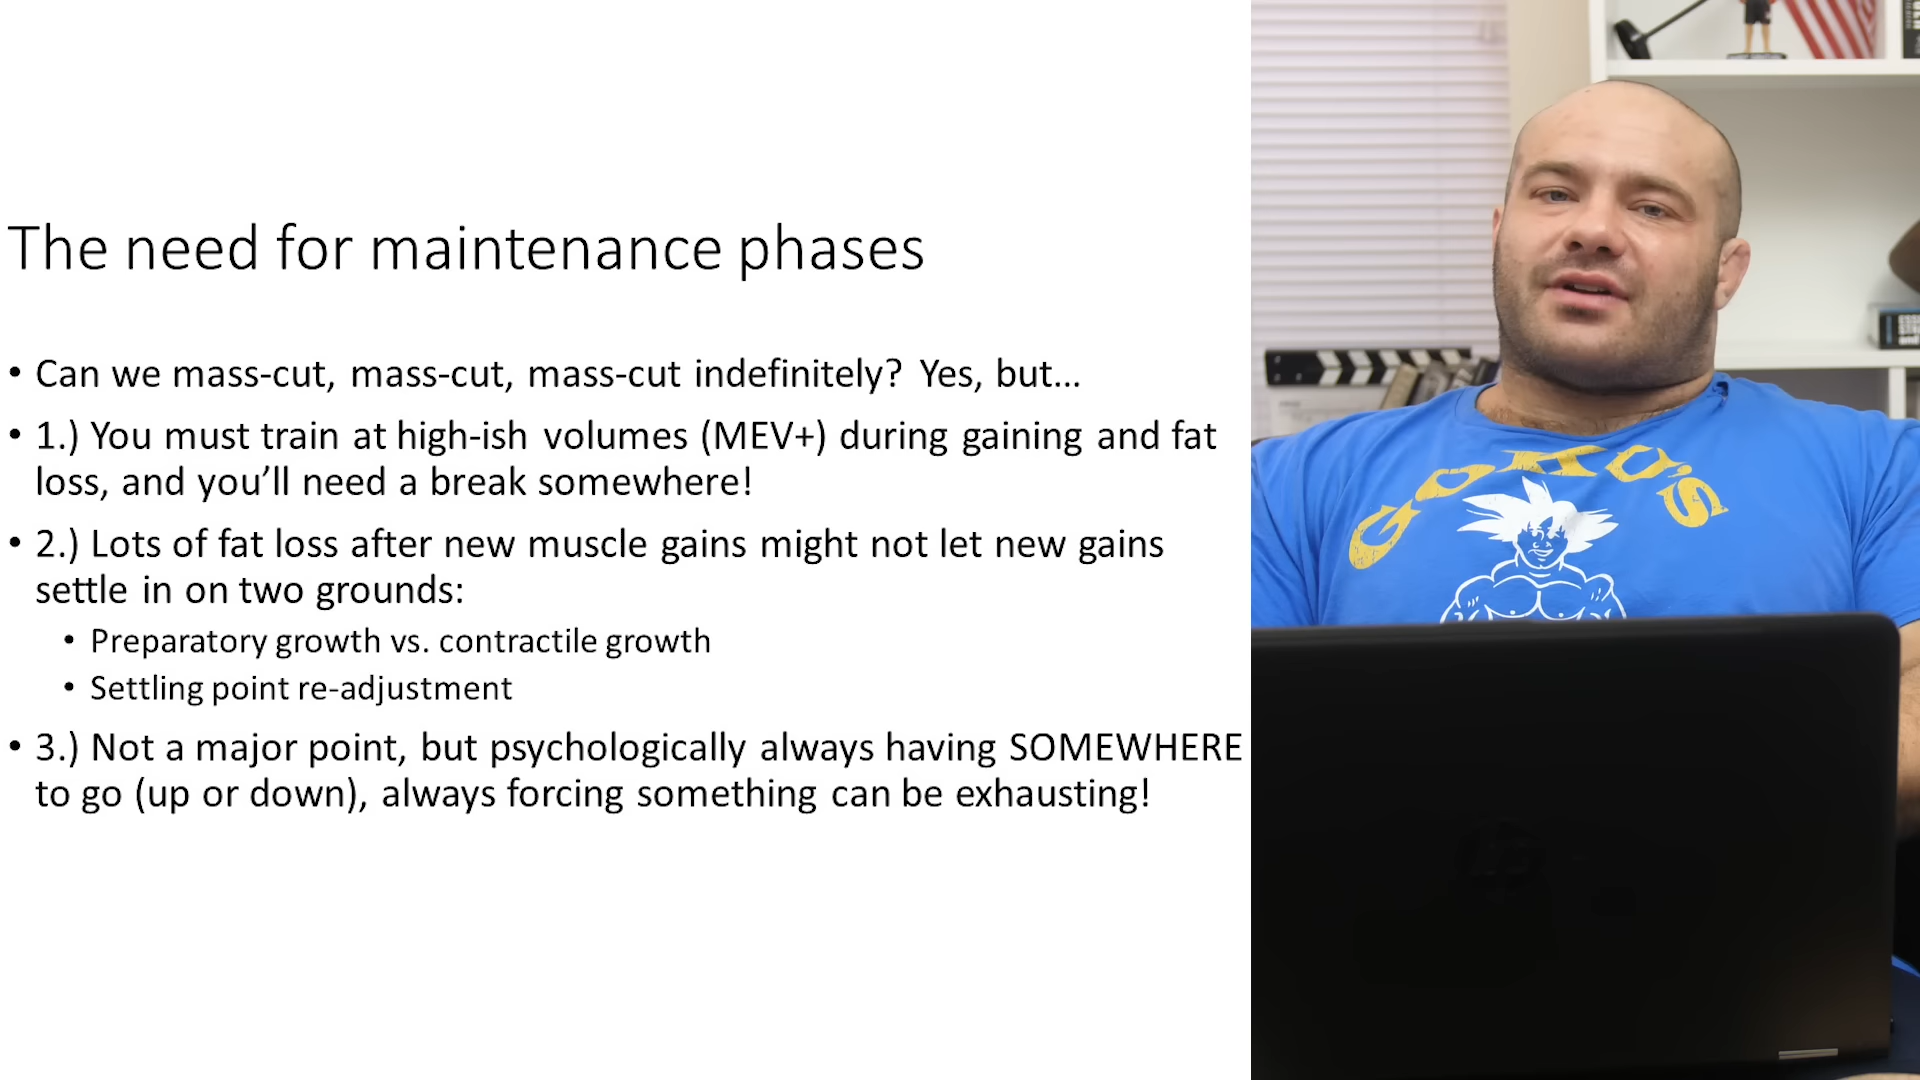 The need for maintenance phases
• Can we mass-cut, mass-cut, mass-cut indefinitely? Yes, but...
• 1.) You must train at high-ish volumes (MEV+) during gaining and fat
loss, and you’ll need a break somewhere!
• 2.) Lots of fat loss after new muscle gains might not let new gains
settle in on two grounds:
• Preparatory growth vs. contractile growth
• Settling point re-adjustment
• 3.) Not a major point, but psychologically always having SOMEWHERE
to go (up or down), always forcing something can be exhausting!
GOKU'S